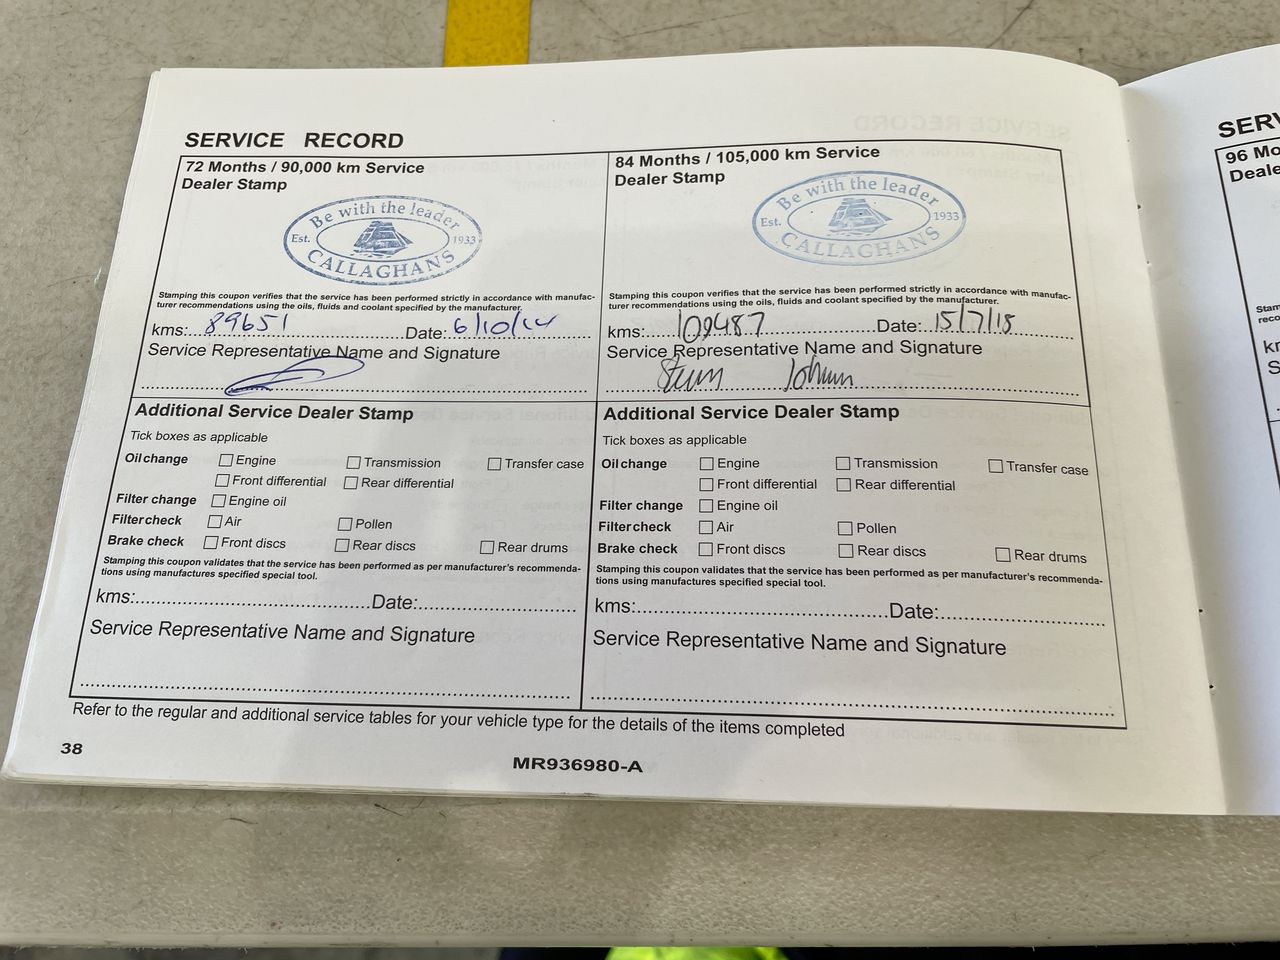 SERVICE RECORD
72 Months / 90,000 km Service
Dealer Stamp
Be with the leader
Est. 1933
CALLAGHANS
Stamping this coupon verifies that the service has been performed strictly in accordance with manufac-
turer recommendations using the oils, fluids and coolant specified by the manufacturer.
kms: 89651 Date: 6/10/14
Service Representative Name and Signature
Additional Service Dealer Stamp
Tick boxes as applicable
Oil change Engine Transmission Transfer case
Front differential Rear differential
Filter change Engine oil
Filter check Air Pollen
Brake check Front discs Rear discs Rear drums
Stamping this coupon validates that the service has been performed as per manufacturer's recommenda-
tions using manufactures specified special tool.
kms: Date:
Service Representative Name and Signature
84 Months / 105,000 km Service
Dealer Stamp
Be with the leader
Est. 1933
CALLAGHANS
Stamping this coupon verifies that the service has been performed strictly in accordance with manufac-
turer recommendations using the oils, fluids and coolant specified by the manufacturer.
kms: 109487 Date: 15/7/15
Service Representative Name and Signature
Additional Service Dealer Stamp
Tick boxes as applicable
Oil change Engine Transmission Transfer case
Front differential Rear differential
Filter change Engine oil
Filter check Air Pollen
Brake check Front discs Rear discs Rear drums
Stamping this coupon validates that the service has been performed as per manufacturer's recommenda-
tions using manufactures specified special tool.
kms: Date:
Service Representative Name and Signature
Refer to the regular and additional service tables for your vehicle type for the details of the items completed
38
MR936980-A
96